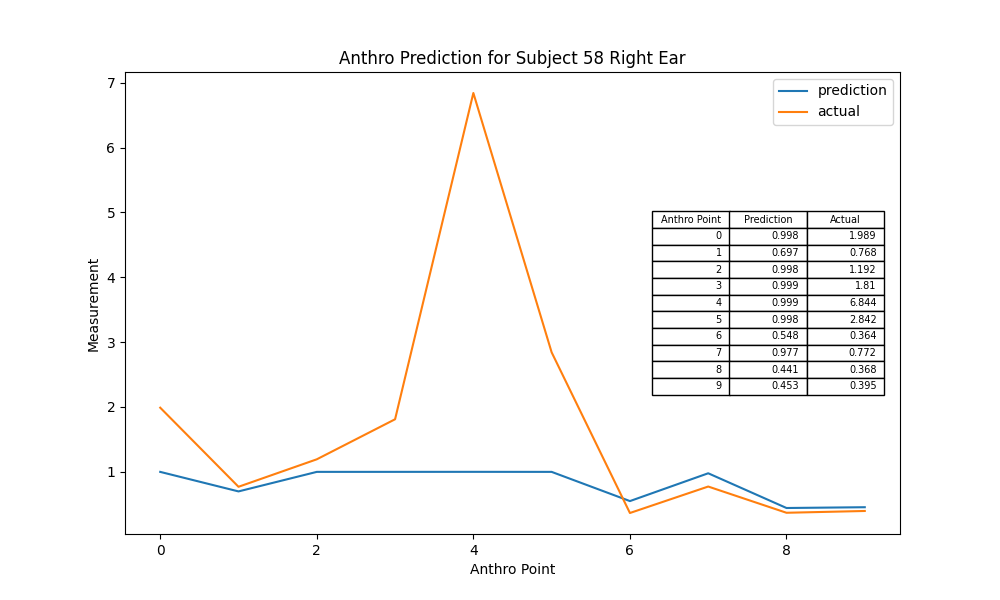 Anthro Prediction for Subject 58 Right Ear
prediction
actual
7
6
5
4
3
2
1
Measurement
Anthro Point Prediction Actual
0 0.998 1.989
1 0.697 0.768
2 0.998 1.192
3 0.999 1.81
4 0.999 6.844
5 0.998 2.842
6 0.548 0.364
7 0.977 0.772
8 0.441 0.368
9 0.453 0.395
0 2 4 6 8
Anthro Point